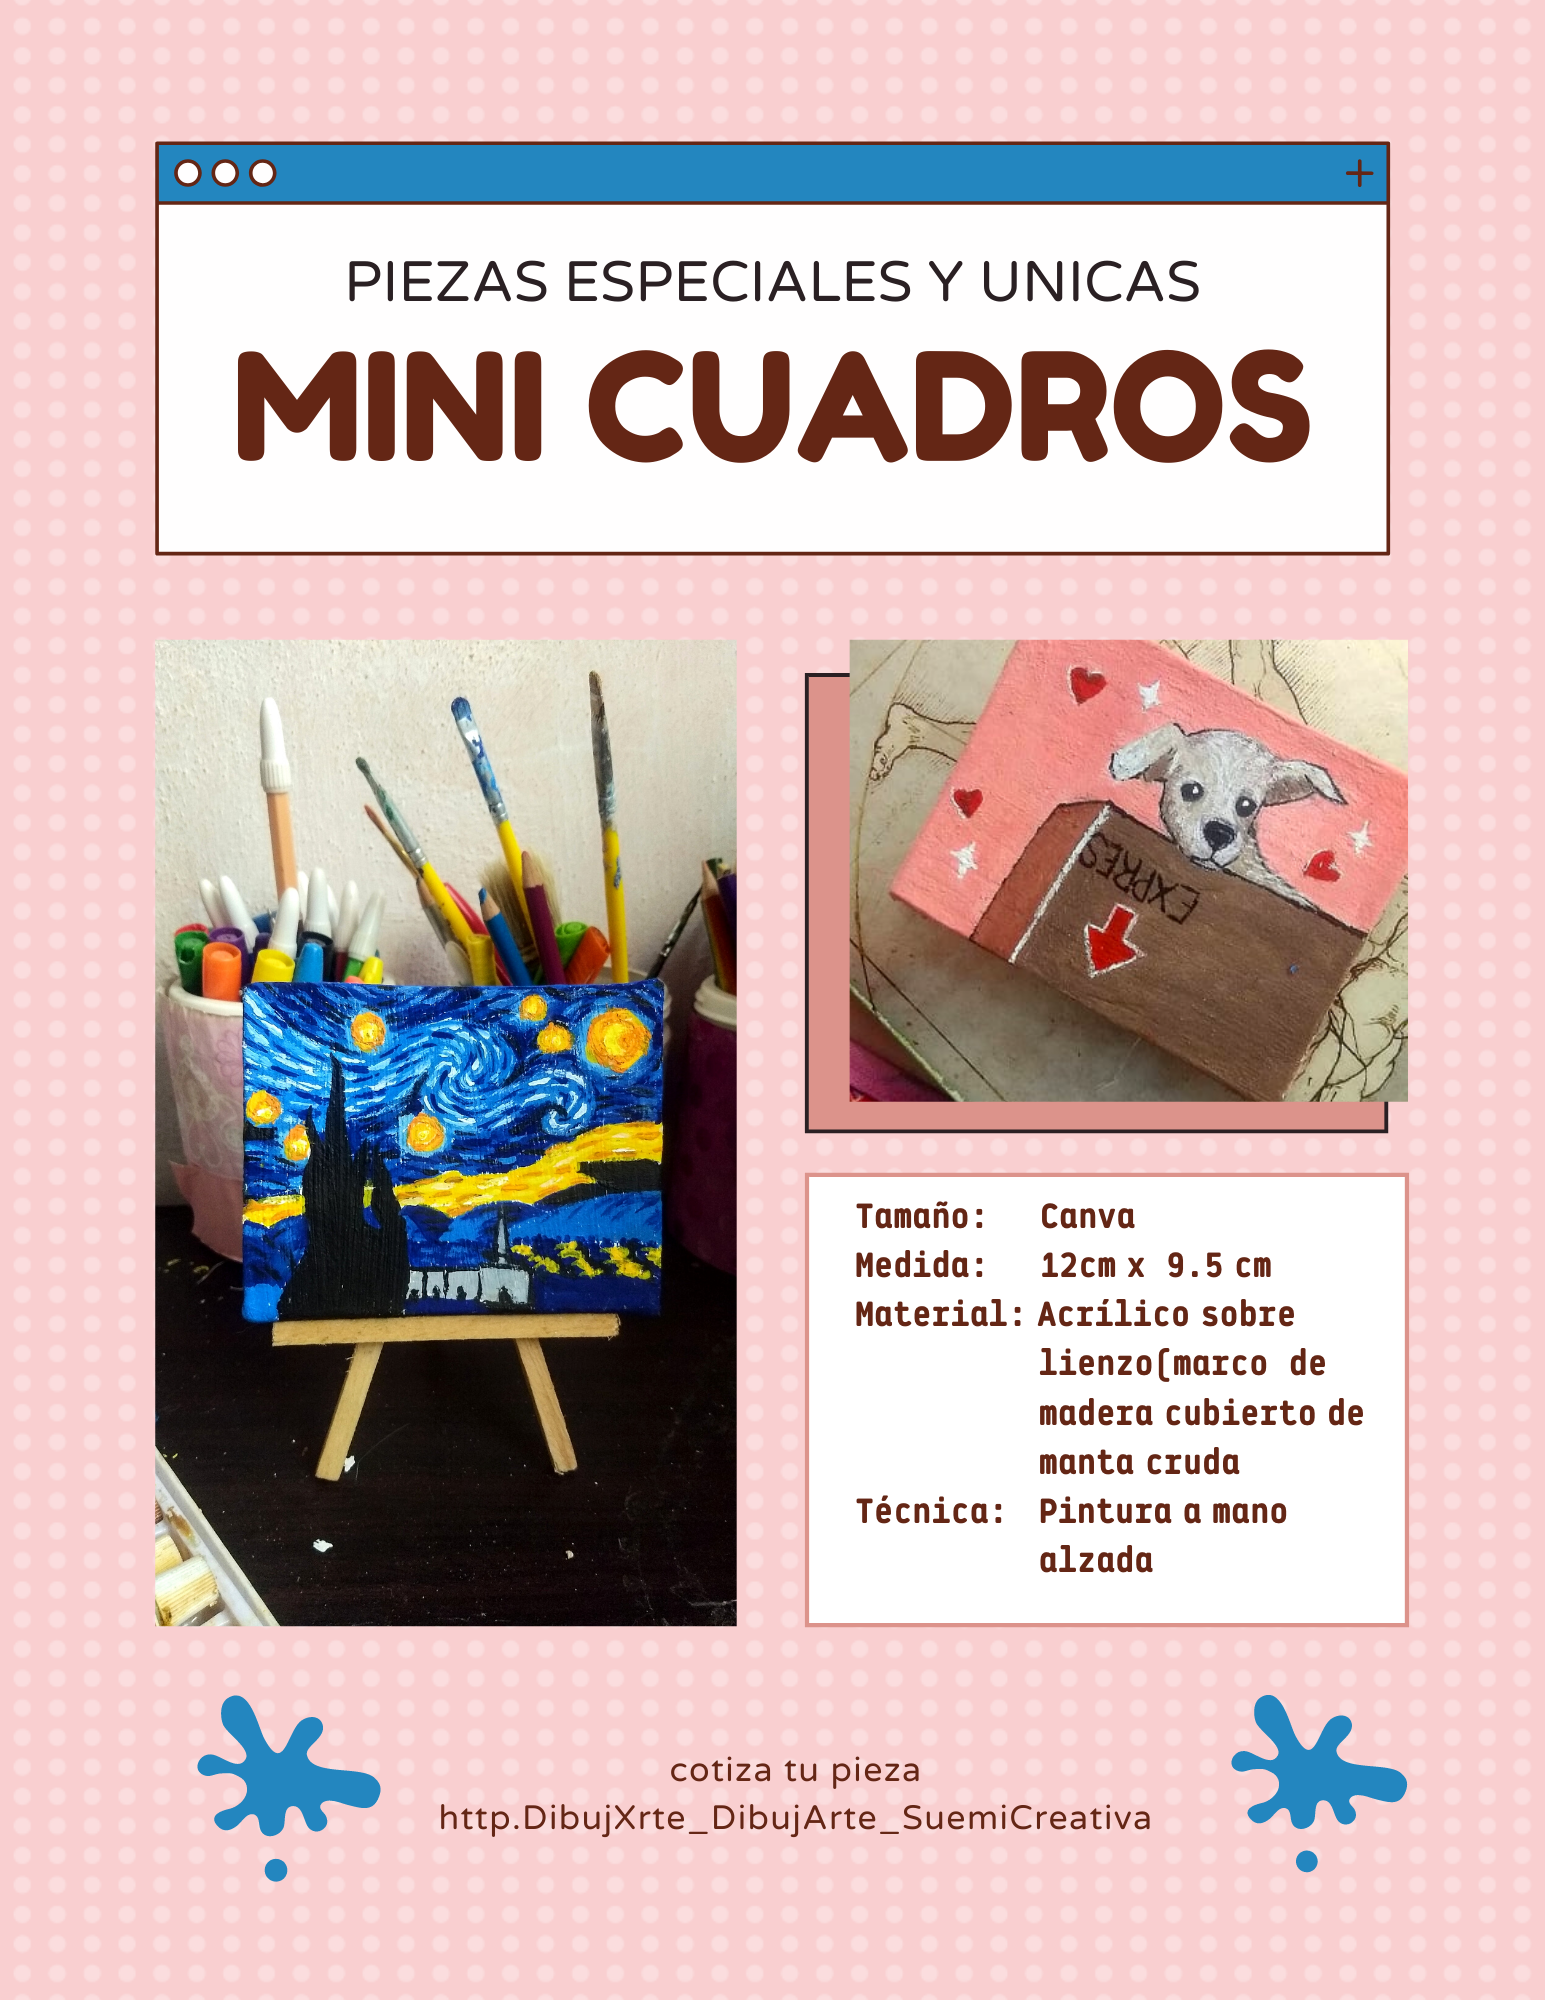 PIEZAS ESPECIALES Y UNICAS
MINI CUADROS
EXPRES
Tamaño: Canva
Medida: 12cm x 9.5 cm
Material: Acrílico sobre
lienzo(marco de
madera cubierto de
manta cruda
Técnica: Pintura a mano
alzada
cotiza tu pieza
http.DibujXrte_DibujArte_SuemiCreativa